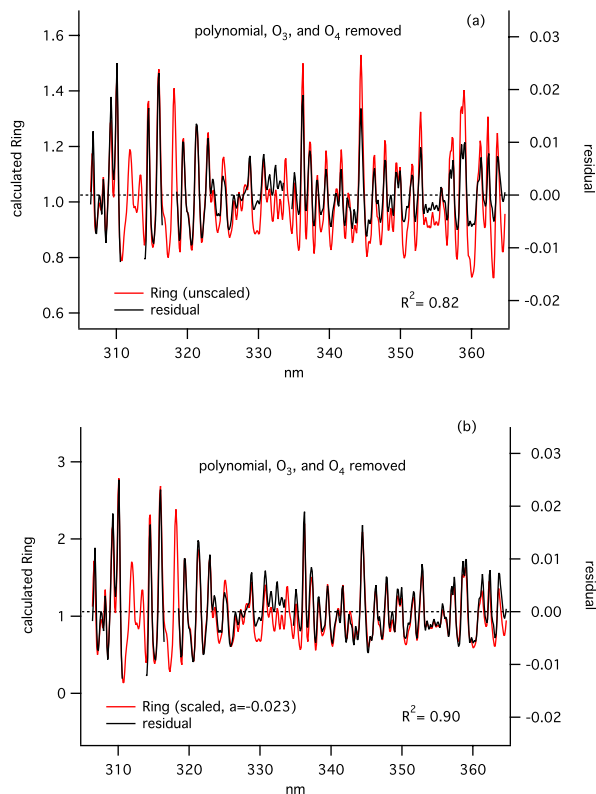 (a)
polynomial, O3, and O4 removed
1.6
1.4
1.2
1.0
0.8
0.6
calculated Ring
0.03
0.02
0.01
0.00
-0.01
-0.02
residual
Ring (unscaled)
residual
R2= 0.82
310 320 330 340 350 360
nm
(b)
polynomial, O3, and O4 removed
3
2
1
0
calculated Ring
0.03
0.02
0.01
0.00
-0.01
-0.02
residual
Ring (scaled, a=-0.023)
residual
R2= 0.90
310 320 330 340 350 360
nm